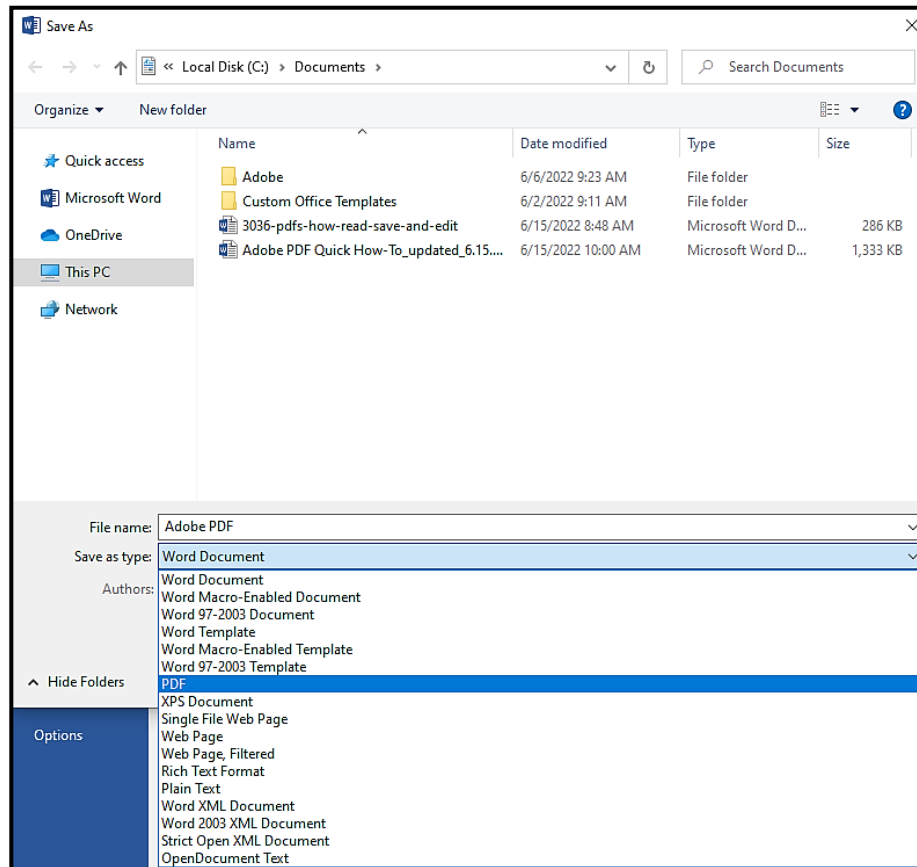 Save As
« Local Disk (C:) › Documents ›
Search Documents
Organize
New folder
Name
Date modified
Type
Size
Quick access
Microsoft Word
OneDrive
This PC
Network
Adobe 6/6/2022 9:23 AM File folder
Custom Office Templates 6/2/2022 9:11 AM File folder
3036-pdfs-how-read-save-and-edit 6/15/2022 8:48 AM Microsoft Word D... 286 KB
Adobe PDF Quick How-To_updated_6.15.... 6/15/2022 10:00 AM Microsoft Word D... 1,333 KB
File name: Adobe PDF
Save as type: Word Document
Authors:
Word Document
Word Macro-Enabled Document
Word 97-2003 Document
Word Template
Word Macro-Enabled Template
Word 97-2003 Template
Hide Folders
PDF
XPS Document
Single File Web Page
Options
Web Page
Web Page, Filtered
Rich Text Format
Plain Text
Word XML Document
Word 2003 XML Document
Strict Open XML Document
OpenDocument Text